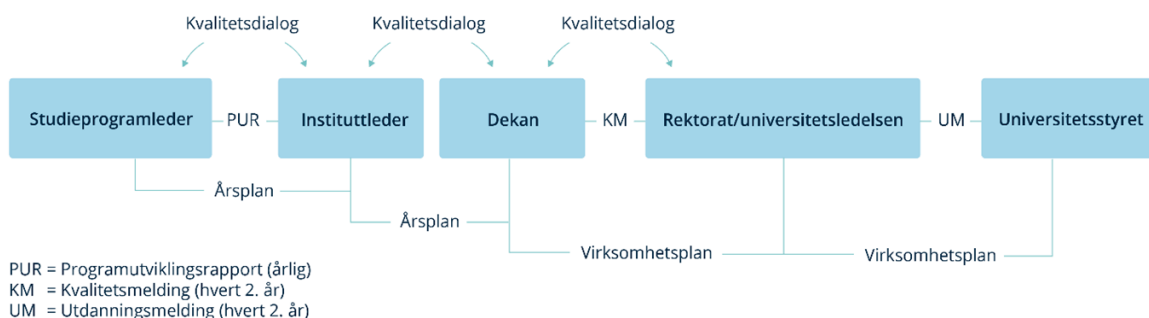 Kvalitetsdialog
Kvalitetsdialog
Kvalitetsdialog
Studieprogramleder
PUR
Instituttleder
Dekan
KM
Rektorat/universitetsledelsen
UM
Universitetsstyret
Årsplan
Årsplan
Virksomhetsplan
Virksomhetsplan
PUR = Programutviklingsrapport (årlig)
KM = Kvalitetsmelding (hvert 2. år)
UM = Utdanningsmelding (hvert 2. år)